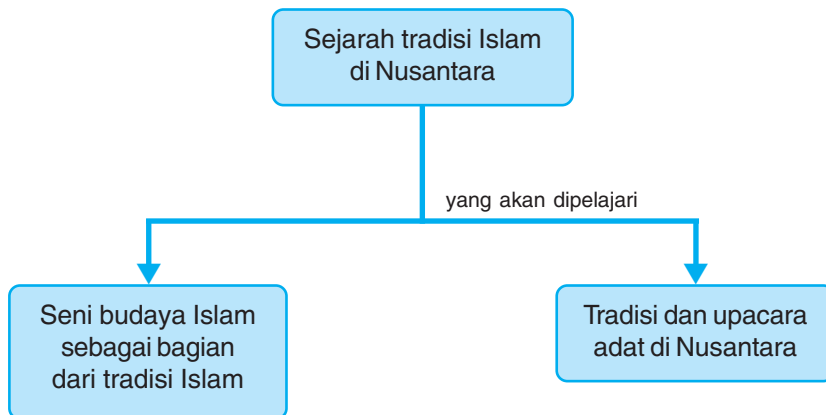 Sejarah tradisi Islam
di Nusantara
yang akan dipelajari
Seni budaya Islam
sebagai bagian
dari tradisi Islam
Tradisi dan upacara
adat di Nusantara